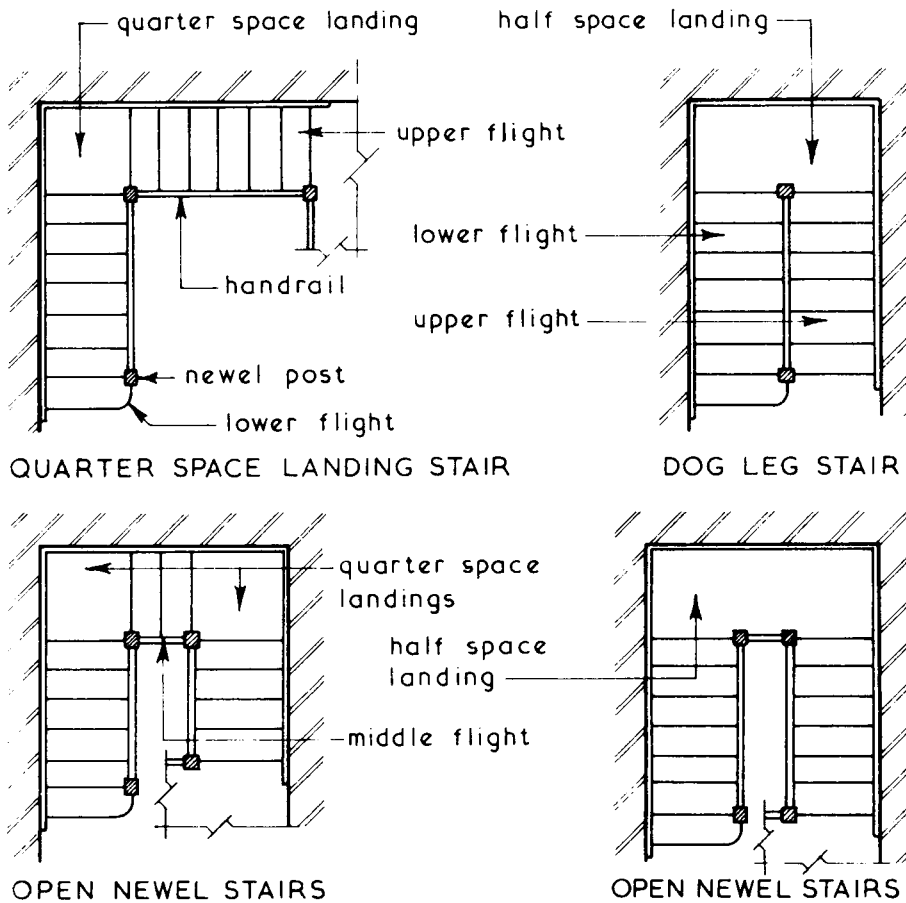 quarter space landing
half space landing
upper flight
lower flight
handrail
upper flight
newel post
lower flight
QUARTER SPACE LANDING STAIR
DOG LEG STAIR
quarter space
landings
half space
landing
middle flight
OPEN NEWEL STAIRS
OPEN NEWEL STAIRS